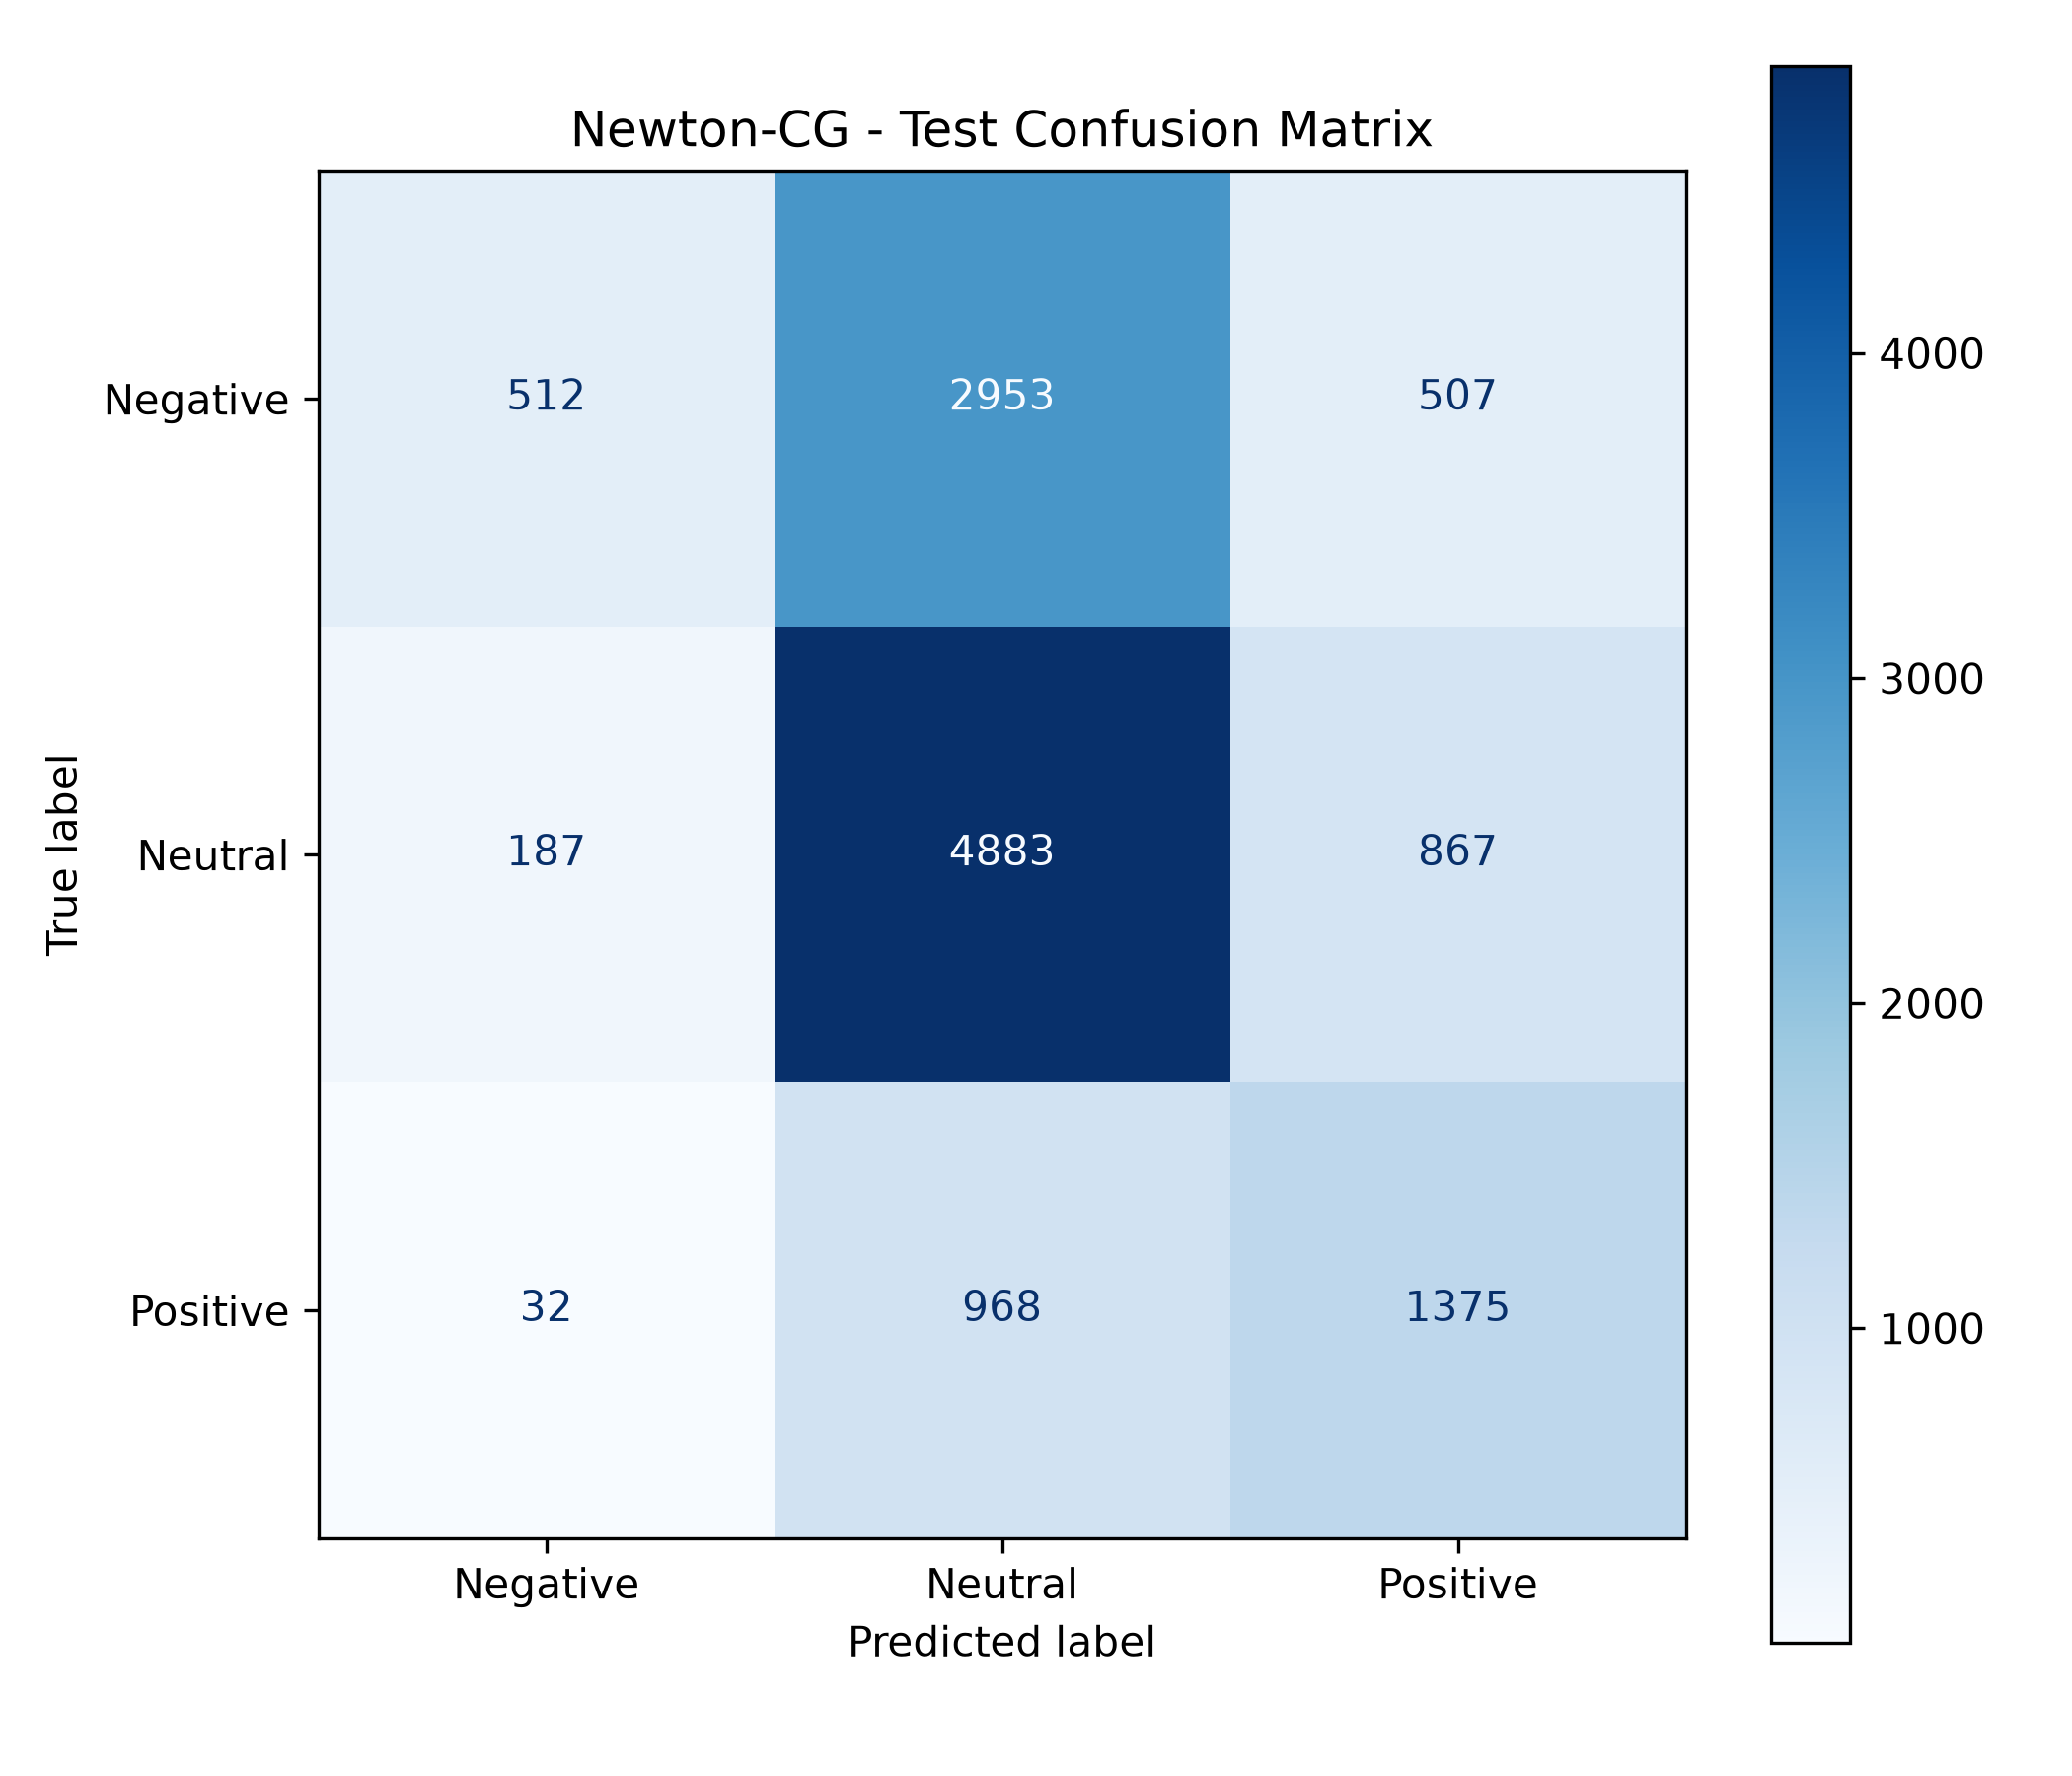 Newton-CG - Test Confusion Matrix
Negative 512 2953 507
Neutral 187 4883 867
Positive 32 968 1375
Negative Neutral Positive
Predicted label
True label
4000
3000
2000
1000